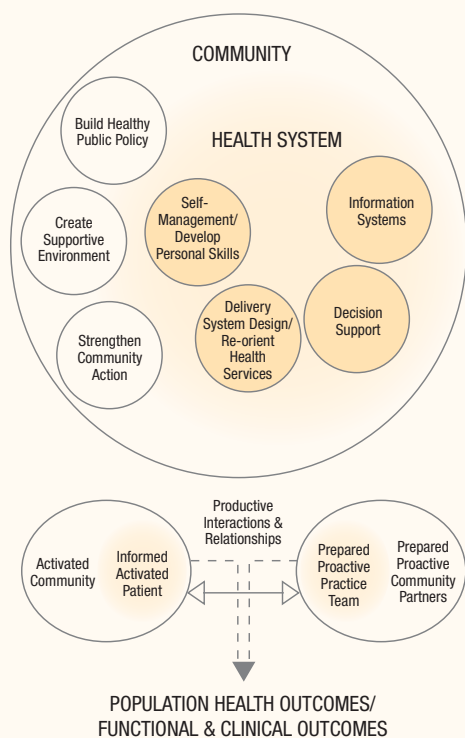 COMMUNITY
Build Healthy
Public Policy
HEALTH SYSTEM
Self-
Management/
Develop
Personal Skills
Information
Systems
Create
Supportive
Environment
Delivery
System Design/
Re-orient
Health
Services
Decision
Support
Strengthen
Community
Action
Productive
Interactions &
Relationships
Activated
Community
Informed
Activated
Patient
Prepared
Proactive
Practice
Team
Prepared
Proactive
Community
Partners
POPULATION HEALTH OUTCOMES/
FUNCTIONAL & CLINICAL OUTCOMES